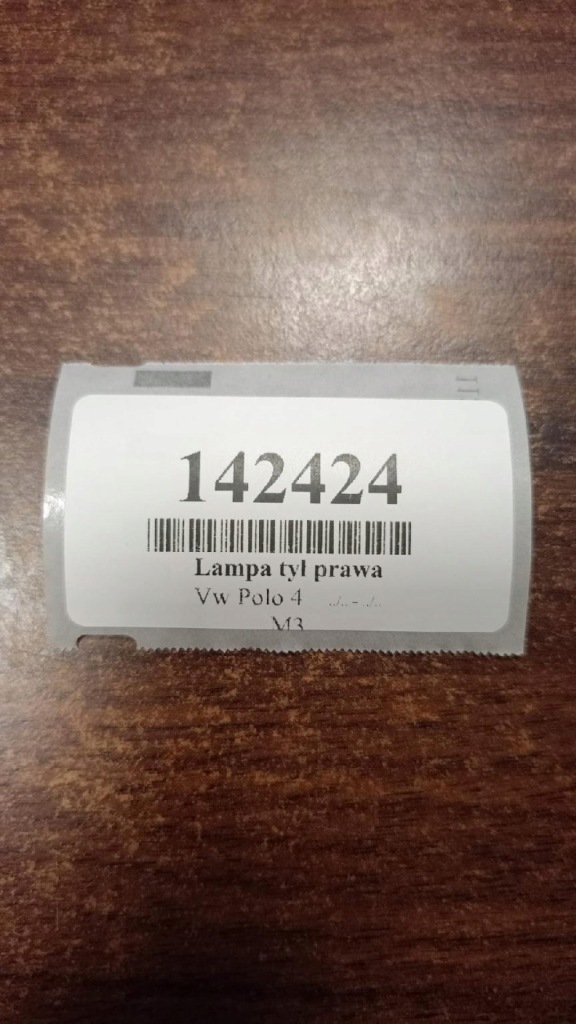 142424
Lampa tył prawa
Vw Polo 4 ../.. - ../..
M3